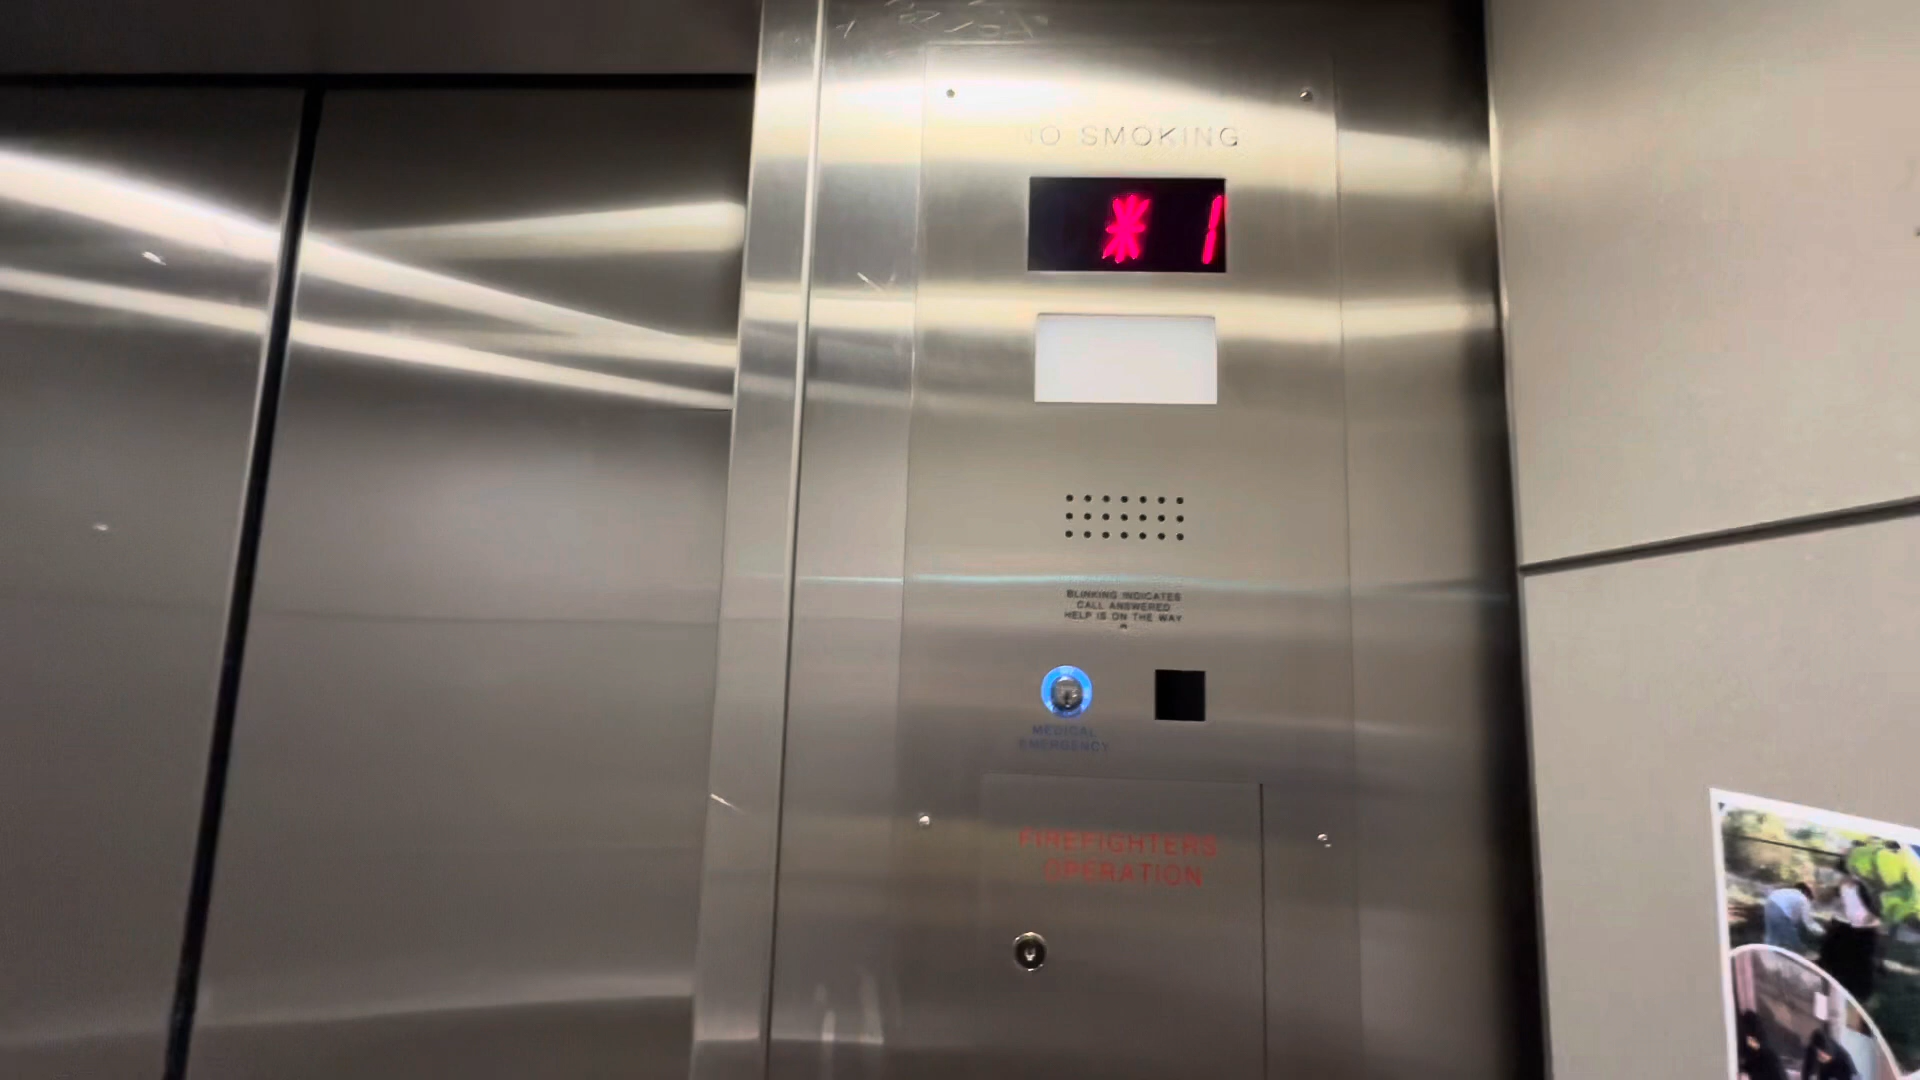 NO SMOKING
* 1
BLINKING INDICATES
CALL ANSWERED
HELP IS ON THE WAY
MEDICAL
EMERGENCY
FIREFIGHTERS
OPERATION